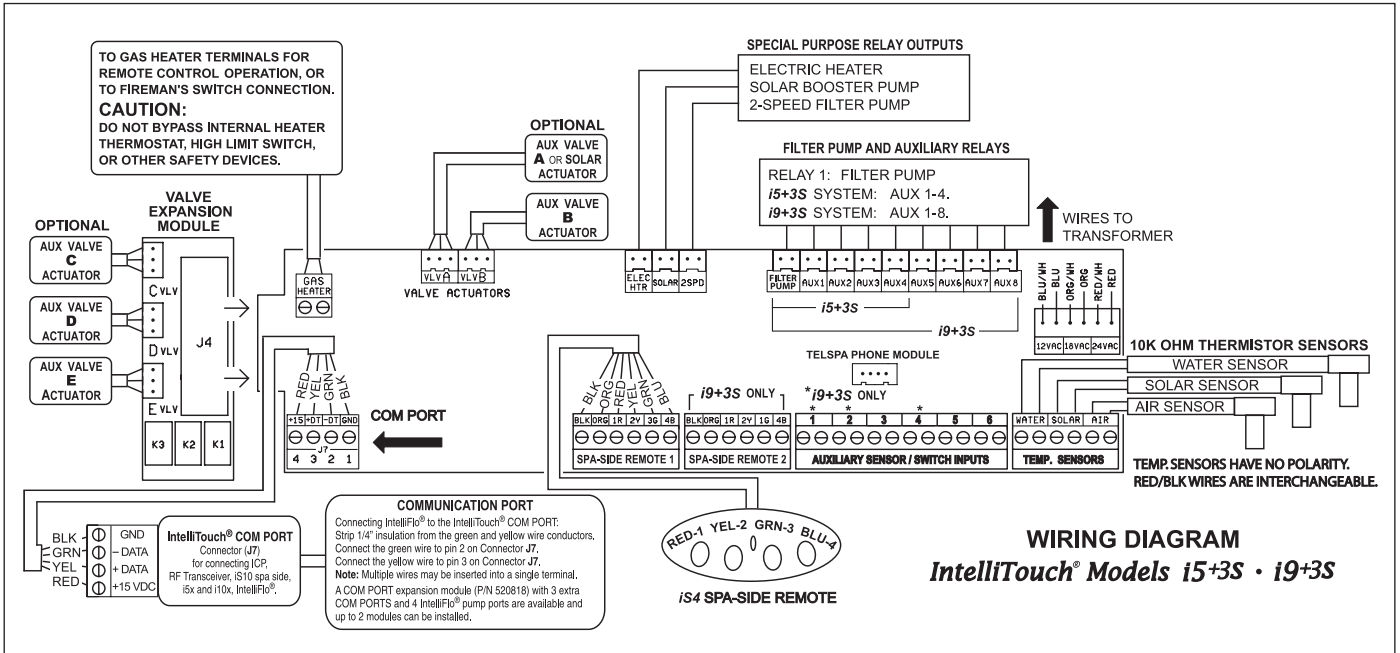 TO GAS HEATER TERMINALS FOR
REMOTE CONTROL OPERATION, OR
TO FIREMAN'S SWITCH CONNECTION.
CAUTION:
DO NOT BYPASS INTERNAL HEATER
THERMOSTAT, HIGH LIMIT SWITCH,
OR OTHER SAFETY DEVICES.
SPECIAL PURPOSE RELAY OUTPUTS
ELECTRIC HEATER
SOLAR BOOSTER PUMP
2-SPEED FILTER PUMP
OPTIONAL
AUX VALVE
A OR SOLAR
ACTUATOR
AUX VALVE
B
ACTUATOR
FILTER PUMP AND AUXILIARY RELAYS
RELAY 1: FILTER PUMP
i5+3S SYSTEM: AUX 1-4.
i9+3S SYSTEM: AUX 1-8.
WIRES TO
TRANSFORMER
VALVE
EXPANSION
MODULE
OPTIONAL
AUX VALVE
C
ACTUATOR
AUX VALVE
D
ACTUATOR
AUX VALVE
E
ACTUATOR
C VLV
D VLV
E VLV
J4
K3 K2 K1
GAS
HEATER
VLVA VLVB
VALVE ACTUATORS
ELEC
HTR SOLAR 2SPD
FILTER
PUMP AUX1 AUX2 AUX3 AUX4 AUX5 AUX6 AUX7 AUX8
i5+3S
i9+3S
BLU/WH BLU ORG/WH ORG RED/WH RED
12VAC 18VAC 24VAC
10K OHM THERMISTOR SENSORS
WATER SENSOR
SOLAR SENSOR
AIR SENSOR
TELSPA PHONE MODULE
RED YEL GRN BLK
+15 +DT -DT GND
J7
4 3 2 1
COM PORT
BLK ORG RED YEL GRN BLU
BLK ORG 1R 2Y 3G 4B
SPA-SIDE REMOTE 1
i9+3S ONLY
BLK ORG 1R 2Y 1G 4B
SPA-SIDE REMOTE 2
*i9+3S ONLY
* * *
1 2 3 4 5 6
AUXILIARY SENSOR / SWITCH INPUTS
WATER SOLAR AIR
TEMP. SENSORS
TEMP. SENSORS HAVE NO POLARITY.
RED/BLK WIRES ARE INTERCHANGEABLE.
BLK GND
GRN – DATA
YEL + DATA
RED +15 VDC
IntelliTouch® COM PORT
Connector (J7)
for connecting ICP,
RF Transceiver, iS10 spa side,
i5x and i10x, IntelliFlo®.
COMMUNICATION PORT
Connecting IntelliFlo® to the IntelliTouch® COM PORT:
Strip 1/4" insulation from the green and yellow wire conductors.
Connect the green wire to pin 2 on Connector J7.
Connect the yellow wire to pin 3 on Connector J7.
Note: Multiple wires may be inserted into a single terminal.
A COM PORT expansion module (P/N 520818) with 3 extra
COM PORTS and 4 IntelliFlo® pump ports are available and
up to 2 modules can be installed.
RED-1 YEL-2 GRN-3 BLU-4
iS4 SPA-SIDE REMOTE
WIRING DIAGRAM
IntelliTouch® Models i5+3S • i9+3S